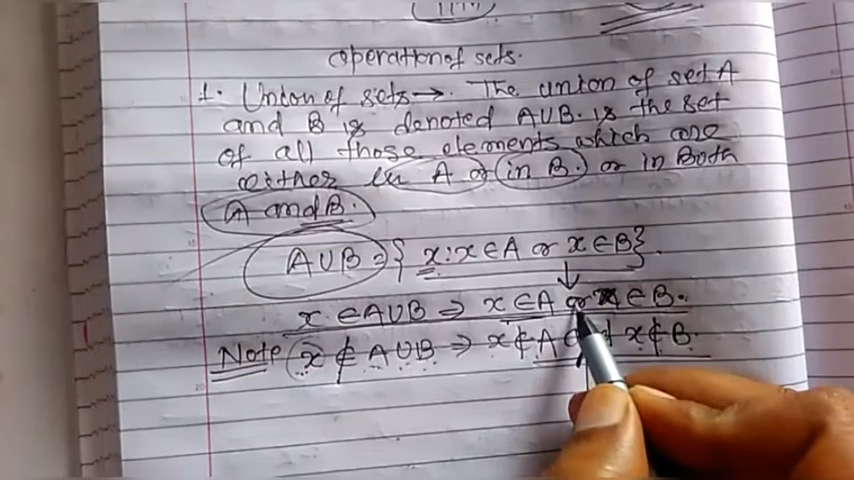 operation of sets.
1. Union of sets → . The union of set A
and B is denoted A∪B. is the set
of all those elements which are
either in A or in B. or in Both
A and B.
A∪B = { x : x ∈ A or x ∈ B }.
x ∈ A∪B ⇒ x ∈ A or x ∈ B.
Note x ∉ A∪B ⇒ x ∉ A and x ∉ B.